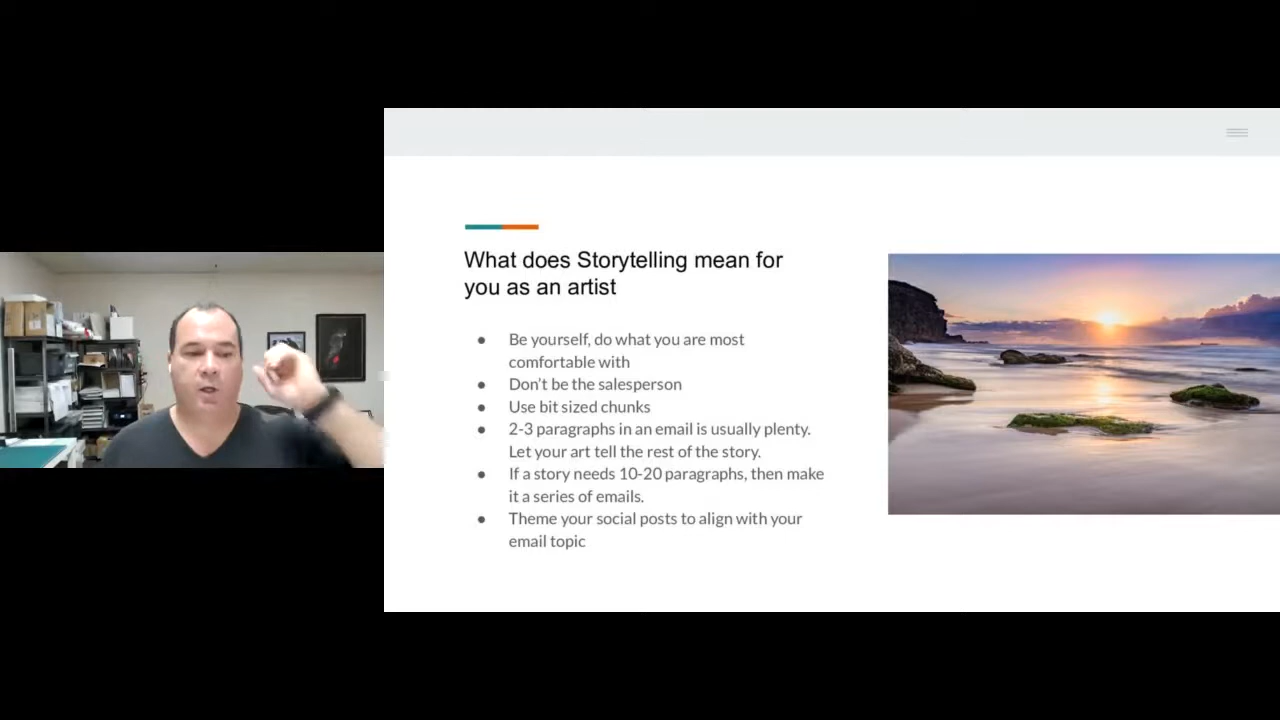 What does Storytelling mean for
you as an artist
● Be yourself, do what you are most
comfortable with
● Don't be the salesperson
● Use bit sized chunks
● 2-3 paragraphs in an email is usually plenty.
Let your art tell the rest of the story.
● If a story needs 10-20 paragraphs, then make
it a series of emails.
● Theme your social posts to align with your
email topic